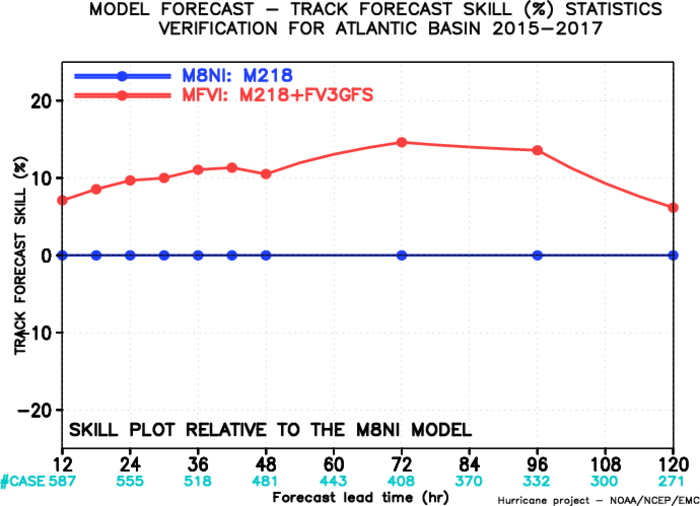 MODEL FORECAST − TRACK FORECAST SKILL (%) STATISTICS
VERIFICATION FOR ATLANTIC BASIN 2015−2017
M8NI: M218
MFVI: M218+FV3GFS
TRACK FORECAST SKILL (%)
20
10
0
−10
−20
SKILL PLOT RELATIVE TO THE M8NI MODEL
12 24 36 48 60 72 84 96 108 120
#CASE 587 555 518 481 443 408 370 332 300 271
Forecast lead time (hr)
Hurricane project − NOAA/NCEP/EMC